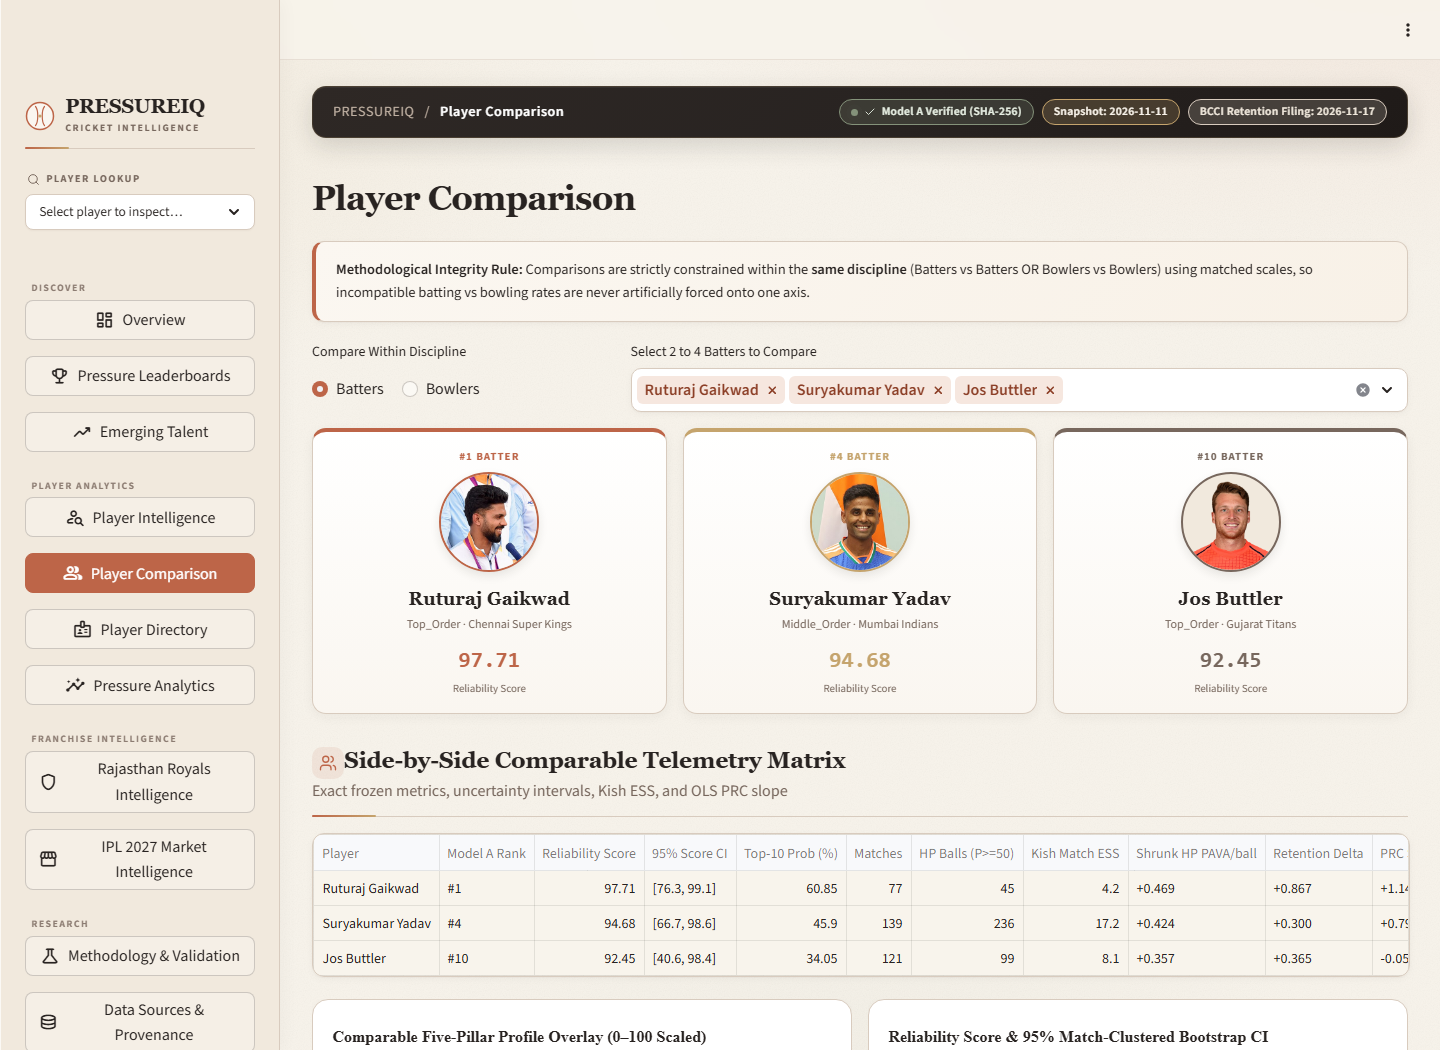 PRESSUREIQ
CRICKET INTELLIGENCE
PLAYER LOOKUP
Select player to inspect...
DISCOVER
Overview
Pressure Leaderboards
Emerging Talent
PLAYER ANALYTICS
Player Intelligence
Player Comparison
Player Directory
Pressure Analytics
FRANCHISE INTELLIGENCE
Rajasthan Royals
Intelligence
IPL 2027 Market
Intelligence
RESEARCH
Methodology & Validation
Data Sources &
Provenance
PRESSUREIQ / Player Comparison
Model A Verified (SHA-256)
Snapshot: 2026-11-11
BCCI Retention Filing: 2026-11-17
Player Comparison
Methodological Integrity Rule: Comparisons are strictly constrained within the same discipline (Batters vs Batters OR Bowlers vs Bowlers) using matched scales, so
incompatible batting vs bowling rates are never artificially forced onto one axis.
Compare Within Discipline
Batters Bowlers
Select 2 to 4 Batters to Compare
Ruturaj Gaikwad × Suryakumar Yadav × Jos Buttler ×
#1 BATTER
Ruturaj Gaikwad
Top_Order · Chennai Super Kings
97.71
Reliability Score
#4 BATTER
Suryakumar Yadav
Middle_Order · Mumbai Indians
94.68
Reliability Score
#10 BATTER
Jos Buttler
Top_Order · Gujarat Titans
92.45
Reliability Score
Side-by-Side Comparable Telemetry Matrix
Exact frozen metrics, uncertainty intervals, Kish ESS, and OLS PRC slope
Player Model A Rank Reliability Score 95% Score CI Top-10 Prob (%) Matches HP Balls (P>=50) Kish Match ESS Shrunk HP PAVA/ball Retention Delta PRC
Ruturaj Gaikwad #1 97.71 [76.3, 99.1] 60.85 77 45 4.2 +0.469 +0.867 +1.14
Suryakumar Yadav #4 94.68 [66.7, 98.6] 45.9 139 236 17.2 +0.424 +0.300 +0.79
Jos Buttler #10 92.45 [40.6, 98.4] 34.05 121 99 8.1 +0.357 +0.365 -0.05
Comparable Five-Pillar Profile Overlay (0–100 Scaled)
Reliability Score & 95% Match-Clustered Bootstrap CI